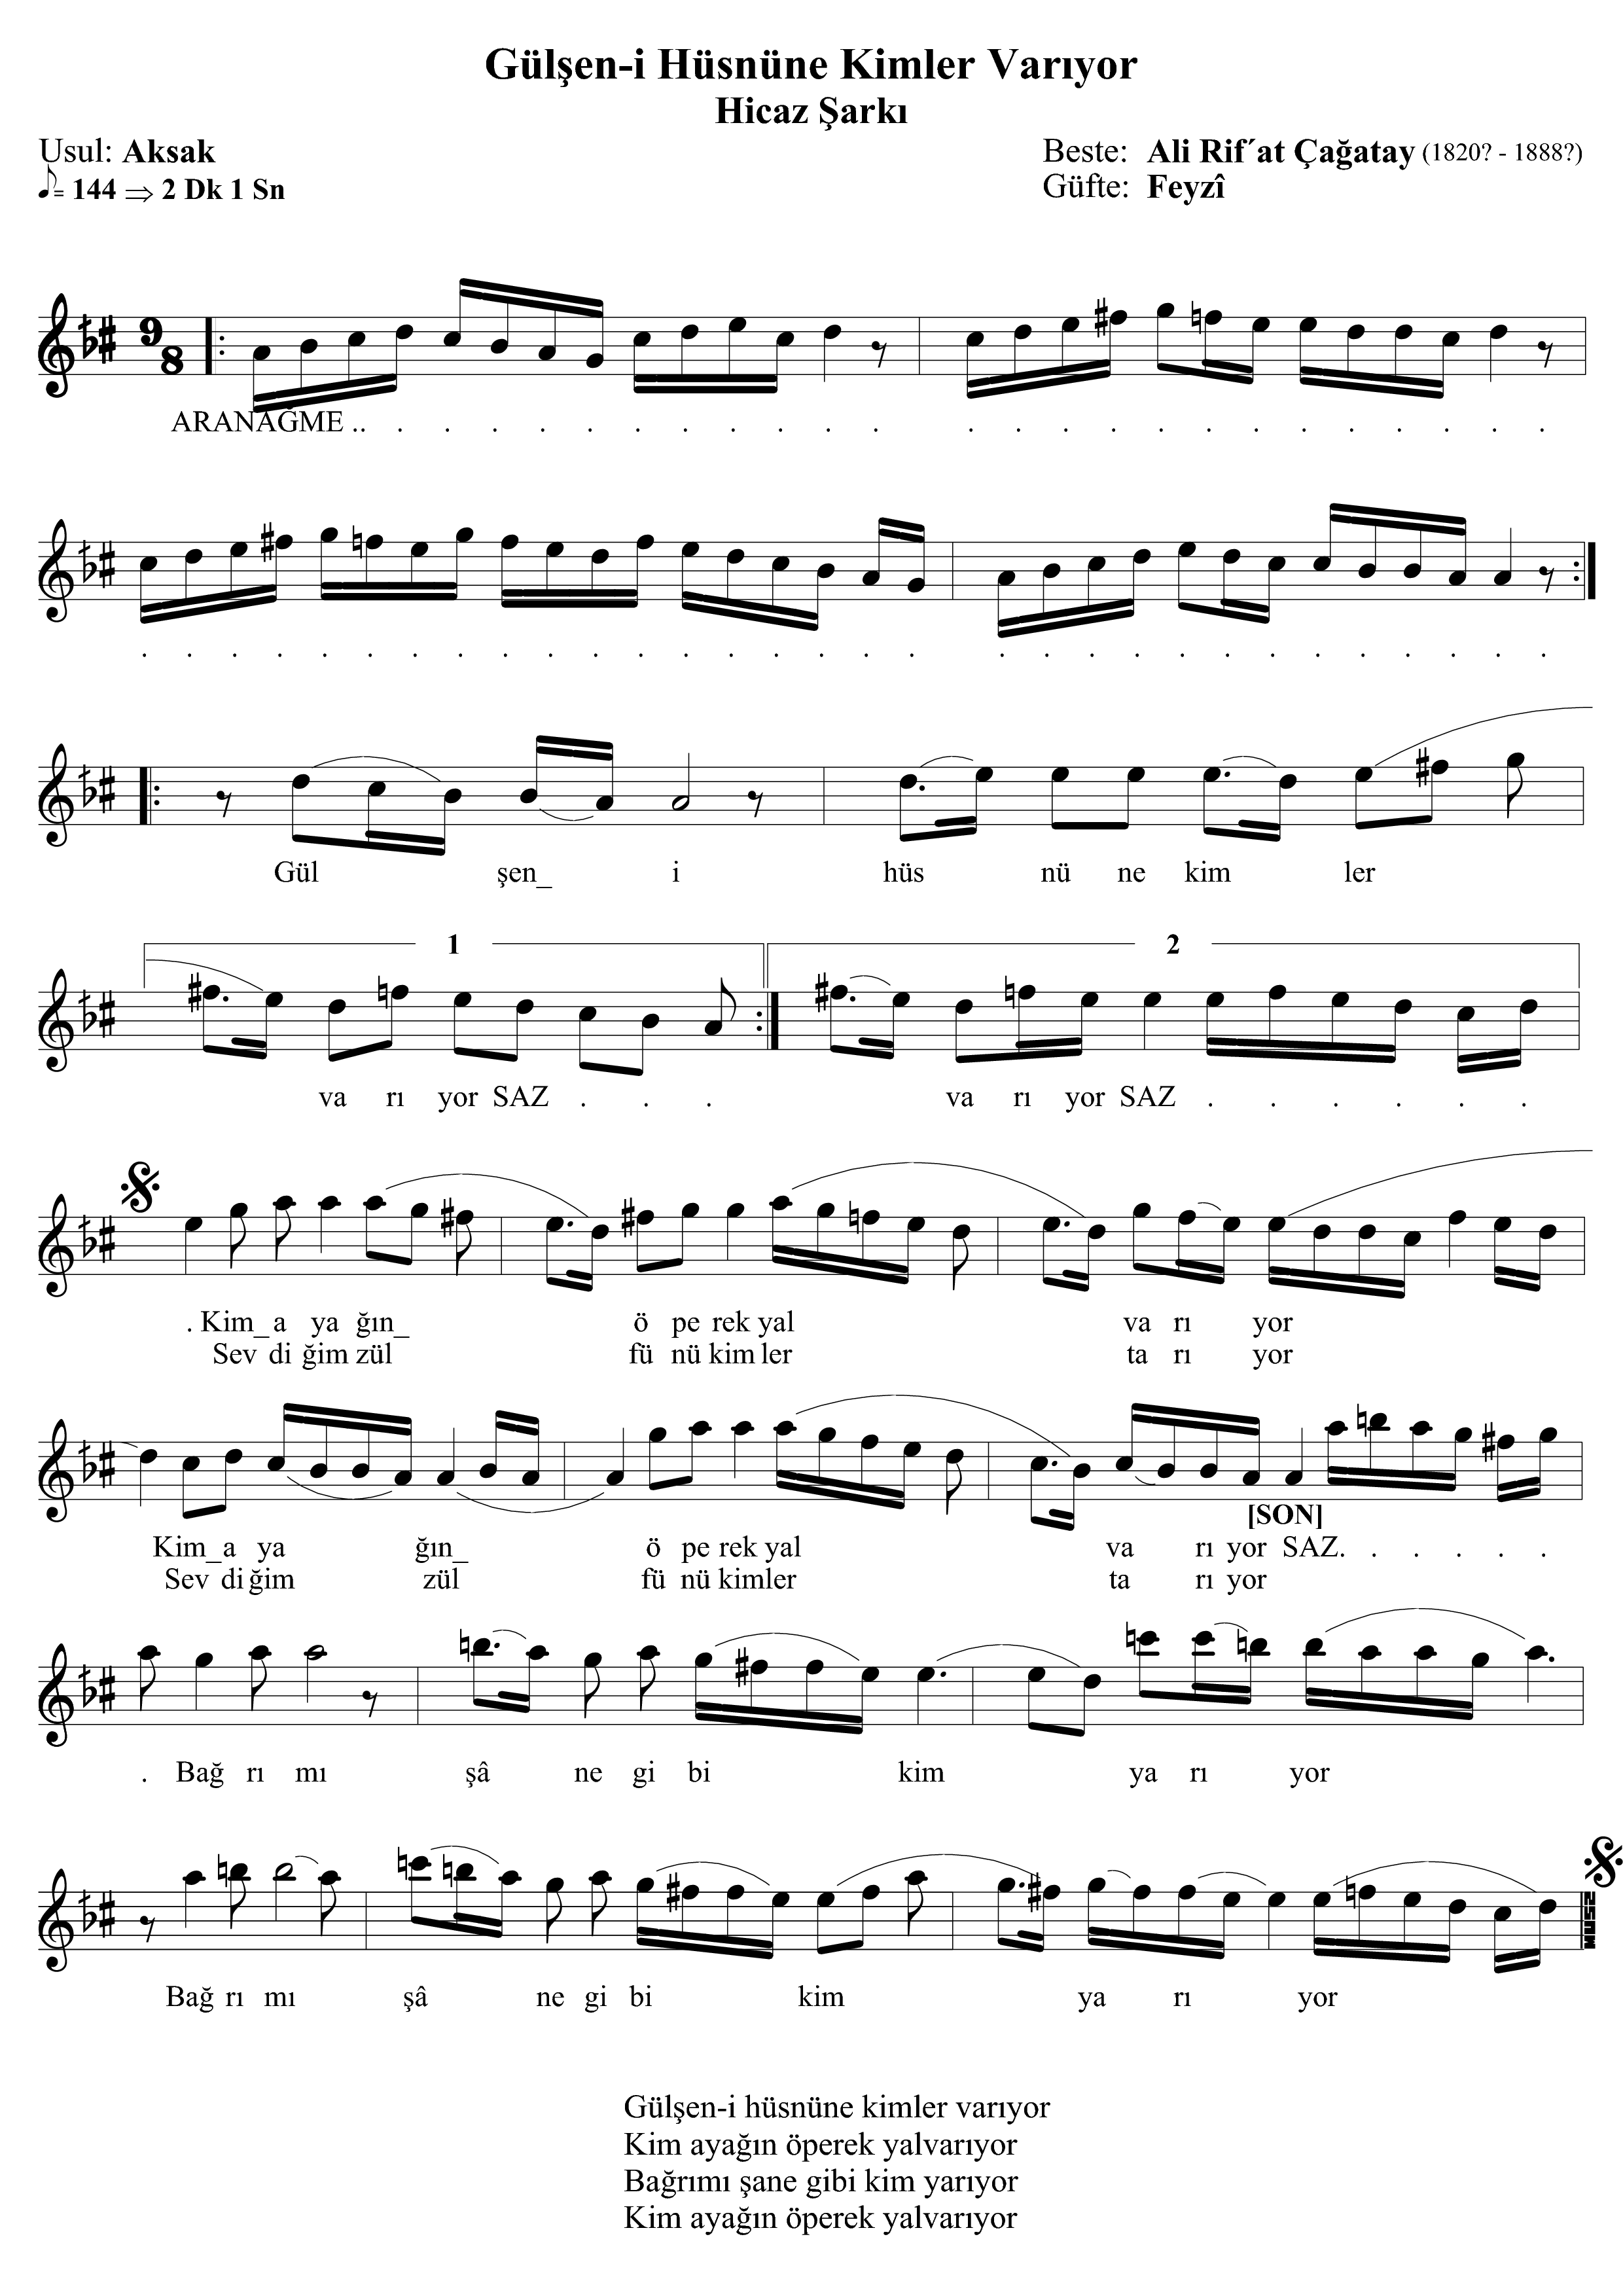 Gülşen-i Hüsnüne Kimler Varıyor
Hicaz Şarkı
Usul: Aksak
Beste: Ali Rif´at Çağatay (1820? - 1888?)
= 144 ⇒ 2 Dk 1 Sn
Güfte: Feyzî
9
8
ARANAĞME .. . . . . . . . . . . . . . . . . . . . . . . . .
. . . . . . . . . . . . . . . . . . . . . . . . . . . . . . .
Gül şen_ i hüs nü ne kim ler
1 2
va rı yor SAZ . . . va rı yor SAZ . . . . . .
. Kim_ a ya ğın_ ö pe rek yal va rı yor
Sev di ğim zül fü nü kim ler ta rı yor
[SON]
Kim_a ya ğın_ ö pe rek yal va rı yor SAZ. . . . . .
Sev di ğim zül fü nü kimler ta rı yor
. Bağ rı mı şâ ne gi bi kim ya rı yor
MUS2
Bağ rı mı şâ ne gi bi kim ya rı yor
Gülşen-i hüsnüne kimler varıyor
Kim ayağın öperek yalvarıyor
Bağrımı şane gibi kim yarıyor
Kim ayağın öperek yalvarıyor